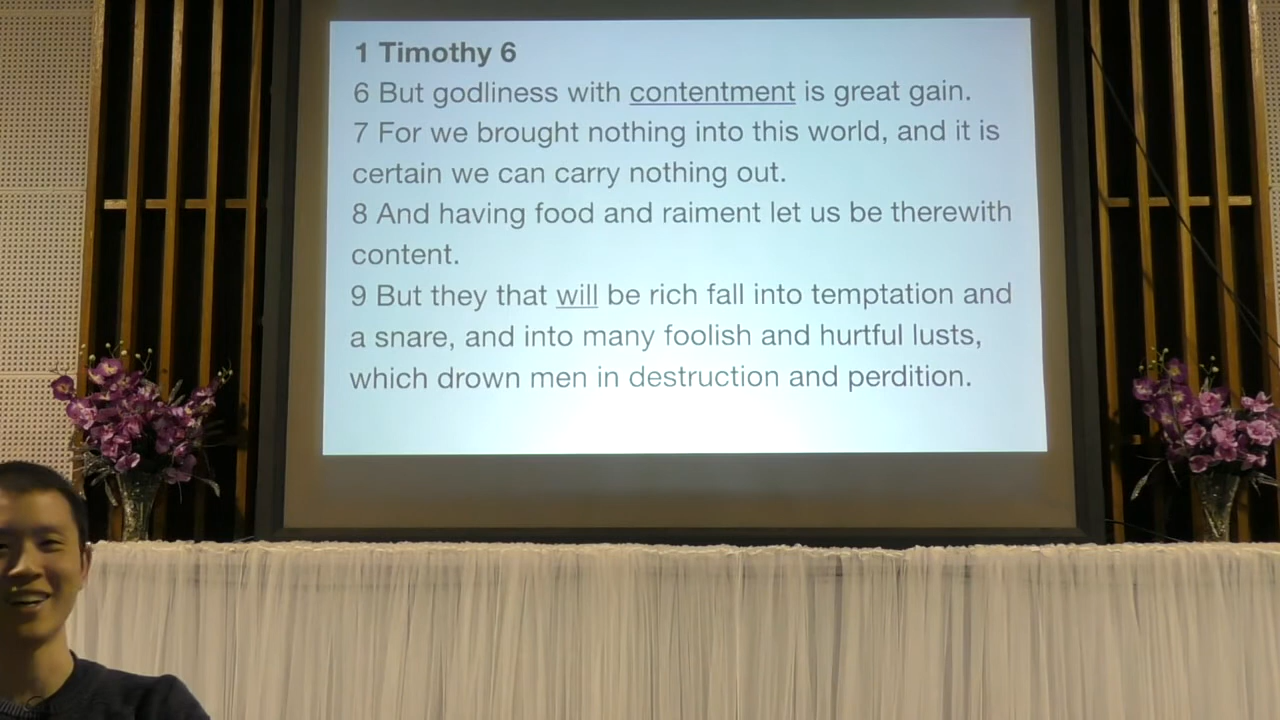 1 Timothy 6
6 But godliness with contentment is great gain.
7 For we brought nothing into this world, and it is
certain we can carry nothing out.
8 And having food and raiment let us be therewith
content.
9 But they that will be rich fall into temptation and
a snare, and into many foolish and hurtful lusts,
which drown men in destruction and perdition.